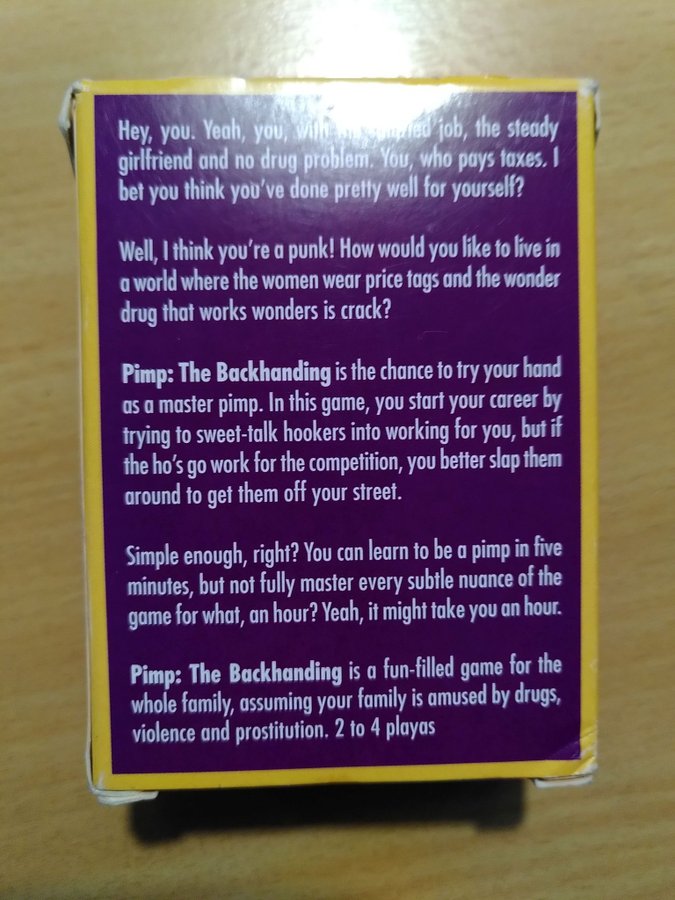 Hey, you. Yeah, you, with job, the steady
girlfriend and no drug problem. You, who pays taxes. I
bet you think you've done pretty well for yourself?
Well, I think you're a punk! How would you like to live in
a world where the women wear price tags and the wonder
drug that works wonders is crack?
Pimp: The Backhanding is the chance to try your hand
as a master pimp. In this game, you start your career by
trying to sweet-talk hookers into working for you, but if
the ho's go work for the competition, you better slap them
around to get them off your street.
Simple enough, right? You can learn to be a pimp in five
minutes, but not fully master every subtle nuance of the
game for what, an hour? Yeah, it might take you an hour.
Pimp: The Backhanding is a fun-filled game for the
whole family, assuming your family is amused by drugs,
violence and prostitution. 2 to 4 playas